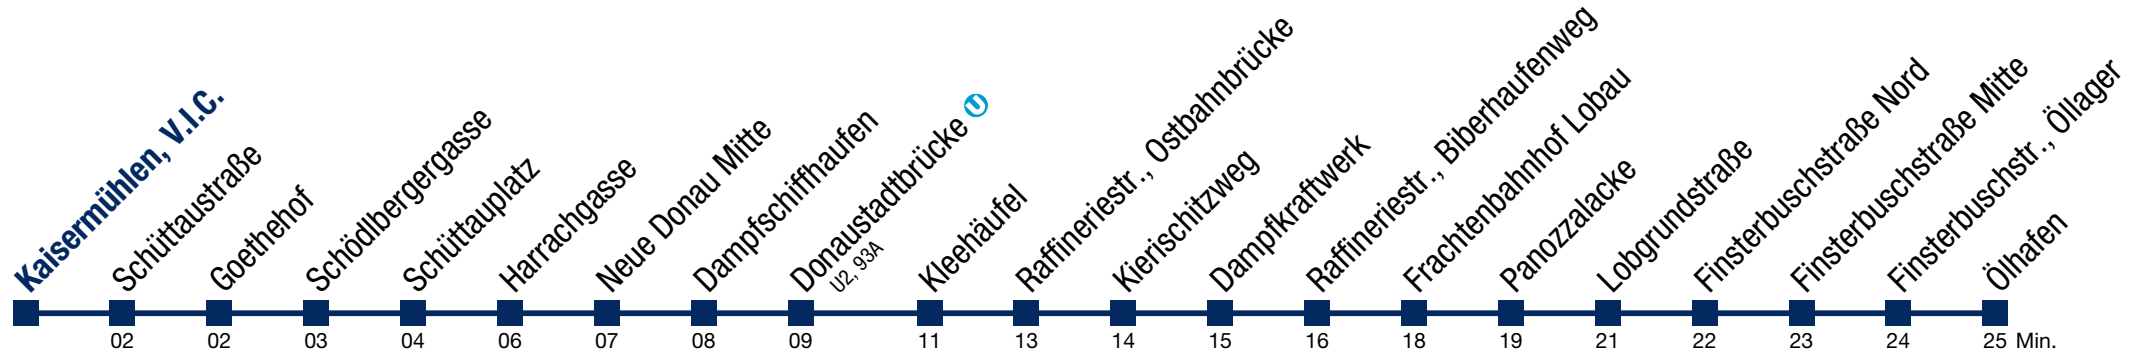 Kaisermühlen, V.I.C.
Schüttaustraße
Goethehof
Schödlbergergasse
Schüttauplatz
Harrachgasse
Neue Donau Mitte
Dampfschiffhaufen
Donaustadtbrücke U
U2, 93A
Kleehäufel
Raffineriestr., Ostbahnbrücke
Kierischitzweg
Dampfkraftwerk
Raffineriestr., Biberhaufenweg
Frachtenbahnhof Lobau
Panozzalacke
Lobgrundstraße
Finsterbuschstraße Nord
Finsterbuschstraße Mitte
Finsterbuschstr., Öllager
Ölhafen
02 02 03 04 06 07 08 09 11 13 14 15 16 18 19 21 22 23 24 25 Min.